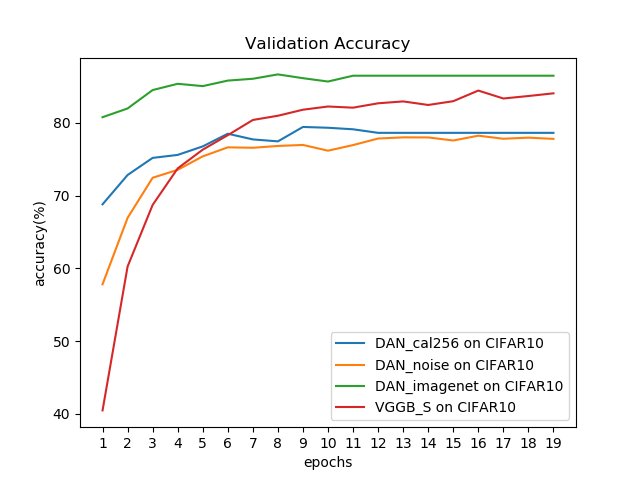 Validation Accuracy
accuracy(%)
80
70
60
50
40
DAN_cal256 on CIFAR10
DAN_noise on CIFAR10
DAN_imagenet on CIFAR10
VGGB_S on CIFAR10
1 2 3 4 5 6 7 8 9 10 11 12 13 14 15 16 17 18 19
epochs